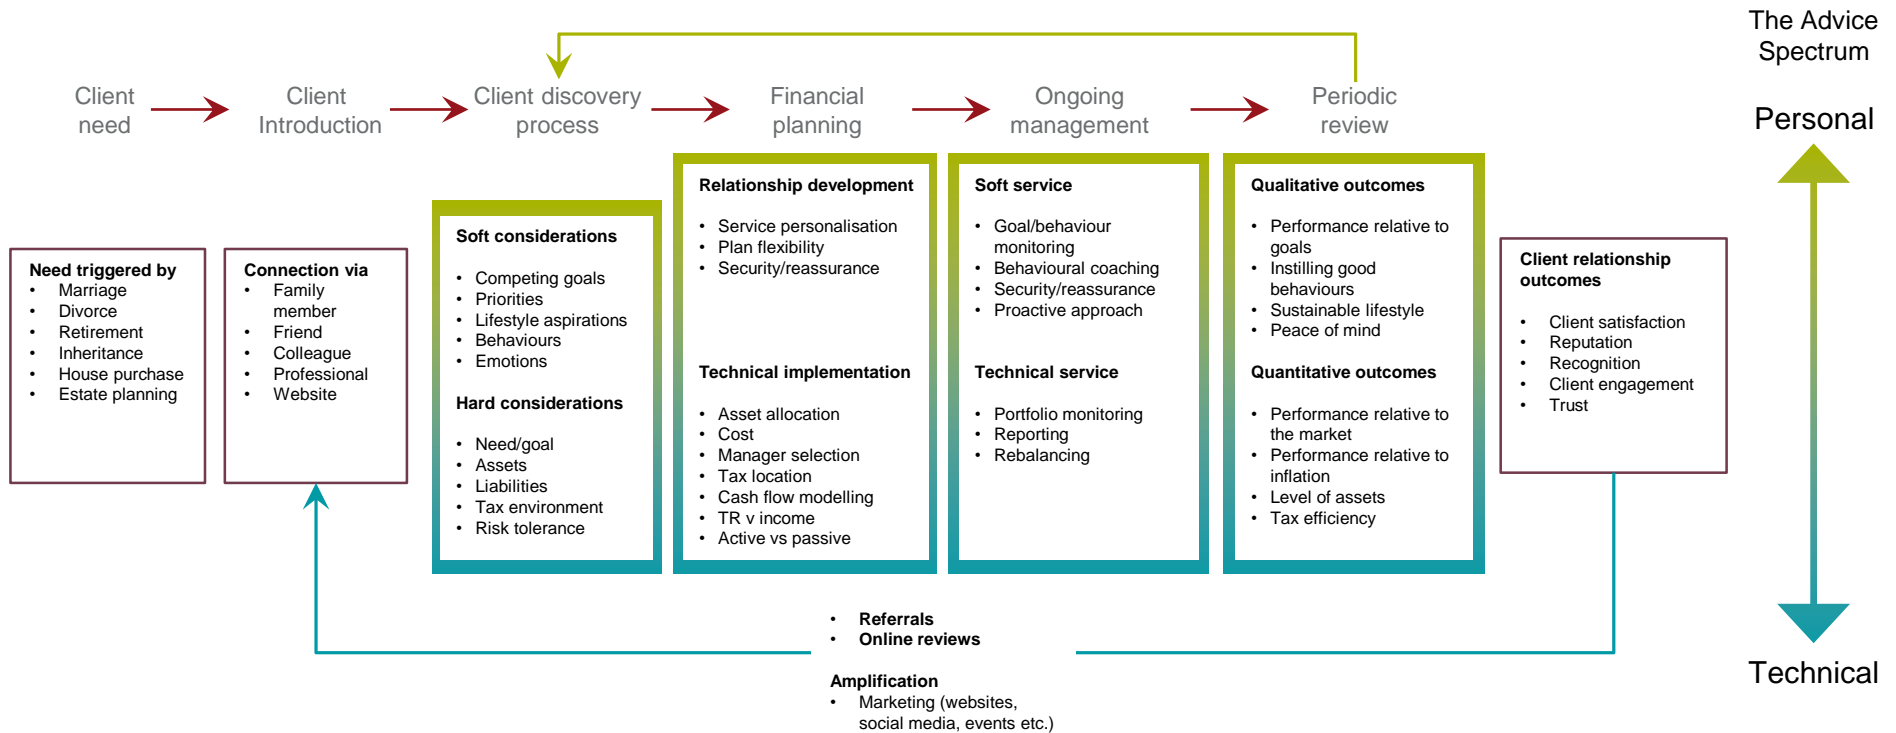 The Advice
Spectrum
Client
need
Client
Introduction
Client discovery
process
Financial
planning
Ongoing
management
Periodic
review
Personal
Need triggered by
• Marriage
• Divorce
• Retirement
• Inheritance
• House purchase
• Estate planning
Connection via
• Family
member
• Friend
• Colleague
• Professional
• Website
Soft considerations
• Competing goals
• Priorities
• Lifestyle aspirations
• Behaviours
• Emotions
Hard considerations
• Need/goal
• Assets
• Liabilities
• Tax environment
• Risk tolerance
Relationship development
• Service personalisation
• Plan flexibility
• Security/reassurance
Technical implementation
• Asset allocation
• Cost
• Manager selection
• Tax location
• Cash flow modelling
• TR v income
• Active vs passive
Soft service
• Goal/behaviour
monitoring
• Behavioural coaching
• Security/reassurance
• Proactive approach
Technical service
• Portfolio monitoring
• Reporting
• Rebalancing
Qualitative outcomes
• Performance relative to
goals
• Instilling good
behaviours
• Sustainable lifestyle
• Peace of mind
Quantitative outcomes
• Performance relative to
the market
• Performance relative to
inflation
• Level of assets
• Tax efficiency
Client relationship
outcomes
• Client satisfaction
• Reputation
• Recognition
• Client engagement
• Trust
• Referrals
• Online reviews
Amplification
• Marketing (websites,
social media, events etc.)
Technical